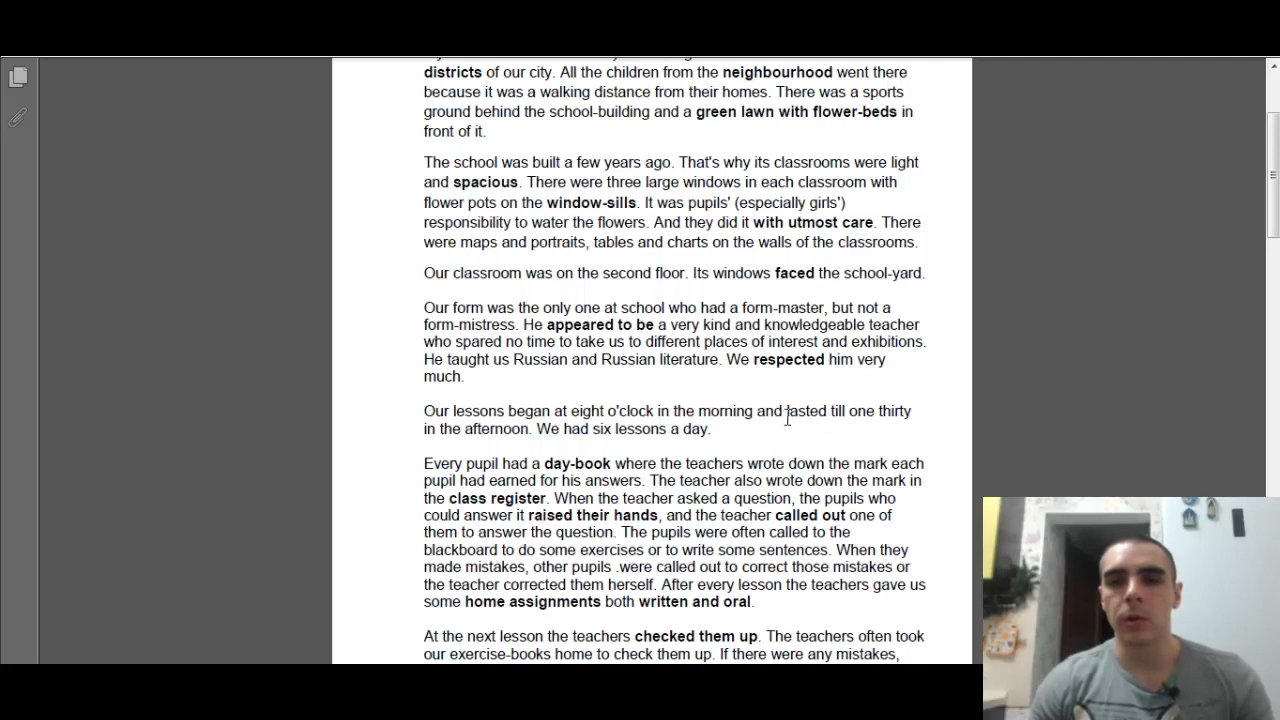 districts of our city. All the children from the neighbourhood went there
because it was a walking distance from their homes. There was a sports
ground behind the school-building and a green lawn with flower-beds in
front of it.
The school was built a few years ago. That's why its classrooms were light
and spacious. There were three large windows in each classroom with
flower pots on the window-sills. It was pupils' (especially girls')
responsibility to water the flowers. And they did it with utmost care. There
were maps and portraits, tables and charts on the walls of the classrooms.
Our classroom was on the second floor. Its windows faced the school-yard.
Our form was the only one at school who had a form-master, but not a
form-mistress. He appeared to be a very kind and knowledgeable teacher
who spared no time to take us to different places of interest and exhibitions.
He taught us Russian and Russian literature. We respected him very
much.
Our lessons began at eight o'clock in the morning and lasted till one thirty
in the afternoon. We had six lessons a day.
Every pupil had a day-book where the teachers wrote down the mark each
pupil had earned for his answers. The teacher also wrote down the mark in
the class register. When the teacher asked a question, the pupils who
could answer it raised their hands, and the teacher called out one of
them to answer the question. The pupils were often called to the
blackboard to do some exercises or to write some sentences. When they
made mistakes, other pupils .were called out to correct those mistakes or
the teacher corrected them herself. After every lesson the teachers gave us
some home assignments both written and oral.
At the next lesson the teachers checked them up. The teachers often took
our exercise-books home to check them up. If there were any mistakes,